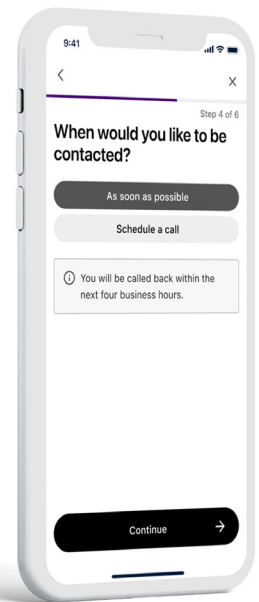 9:41
Step 4 of 6
When would you like to be
contacted?
As soon as possible
Schedule a call
You will be called back within the
next four business hours.
Continue